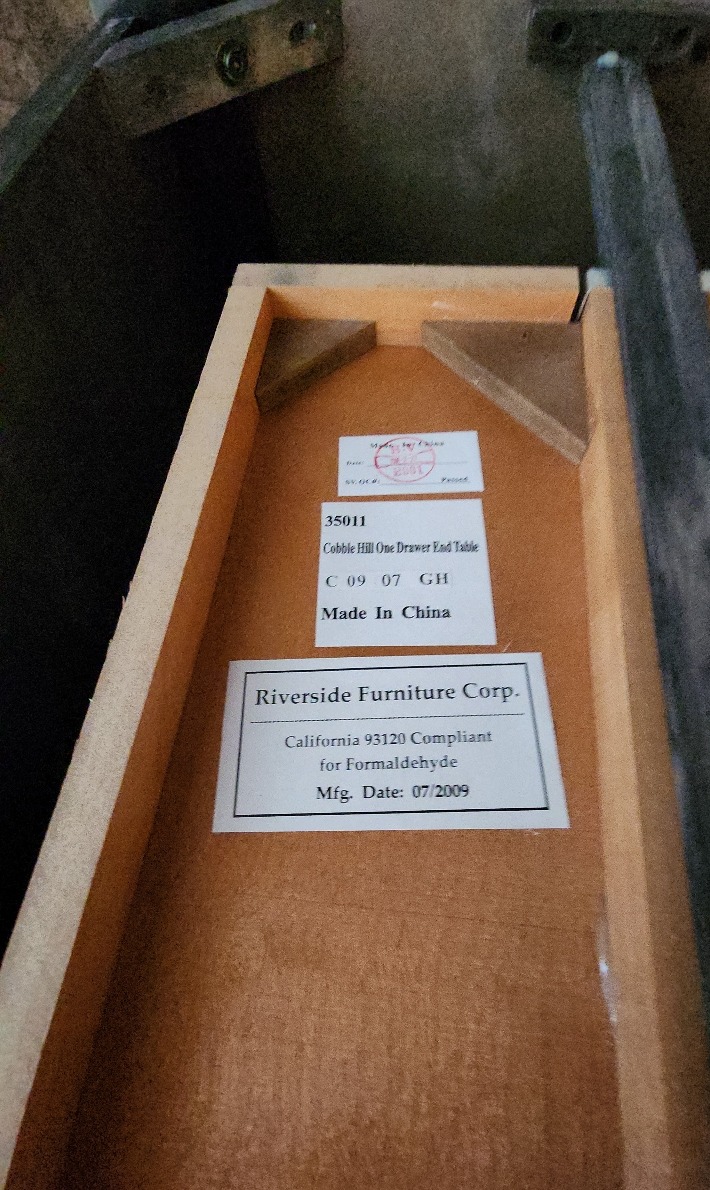 Made In China
Date:
Passed
35011
Cobble Hill One Drawer End Table
C 09 07 GH
Made In China
Riverside Furniture Corp.
California 93120 Compliant
for Formaldehyde
Mfg. Date: 07/2009